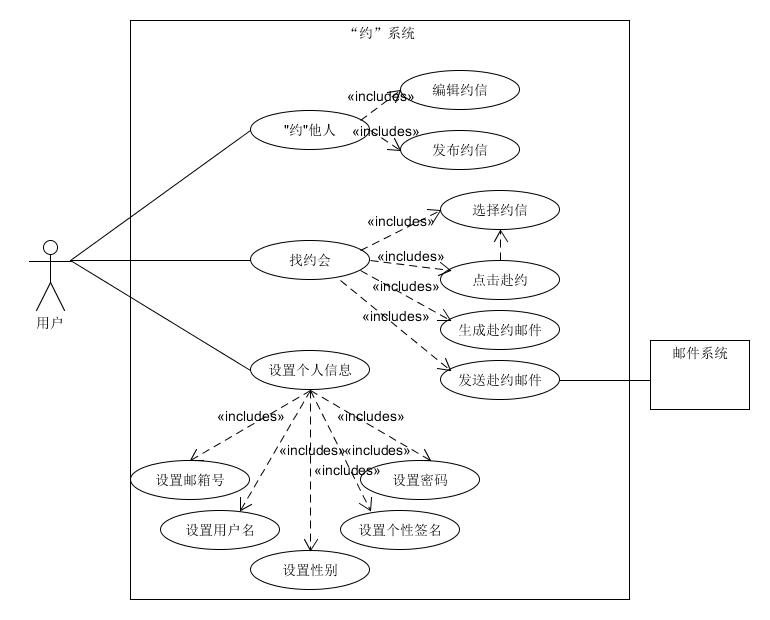 “约”系统
«includes»
编辑约信
"约"他人
«includes»
发布约信
«includes»
选择约信
找约会
«includes»
点击赴约
«includes»
用户
«includes»
生成赴约邮件
邮件系统
设置个人信息
发送赴约邮件
«includes»
«includes»
«includes»
«includes»
«includes»
设置邮箱号
设置密码
设置用户名
设置个性签名
设置性别